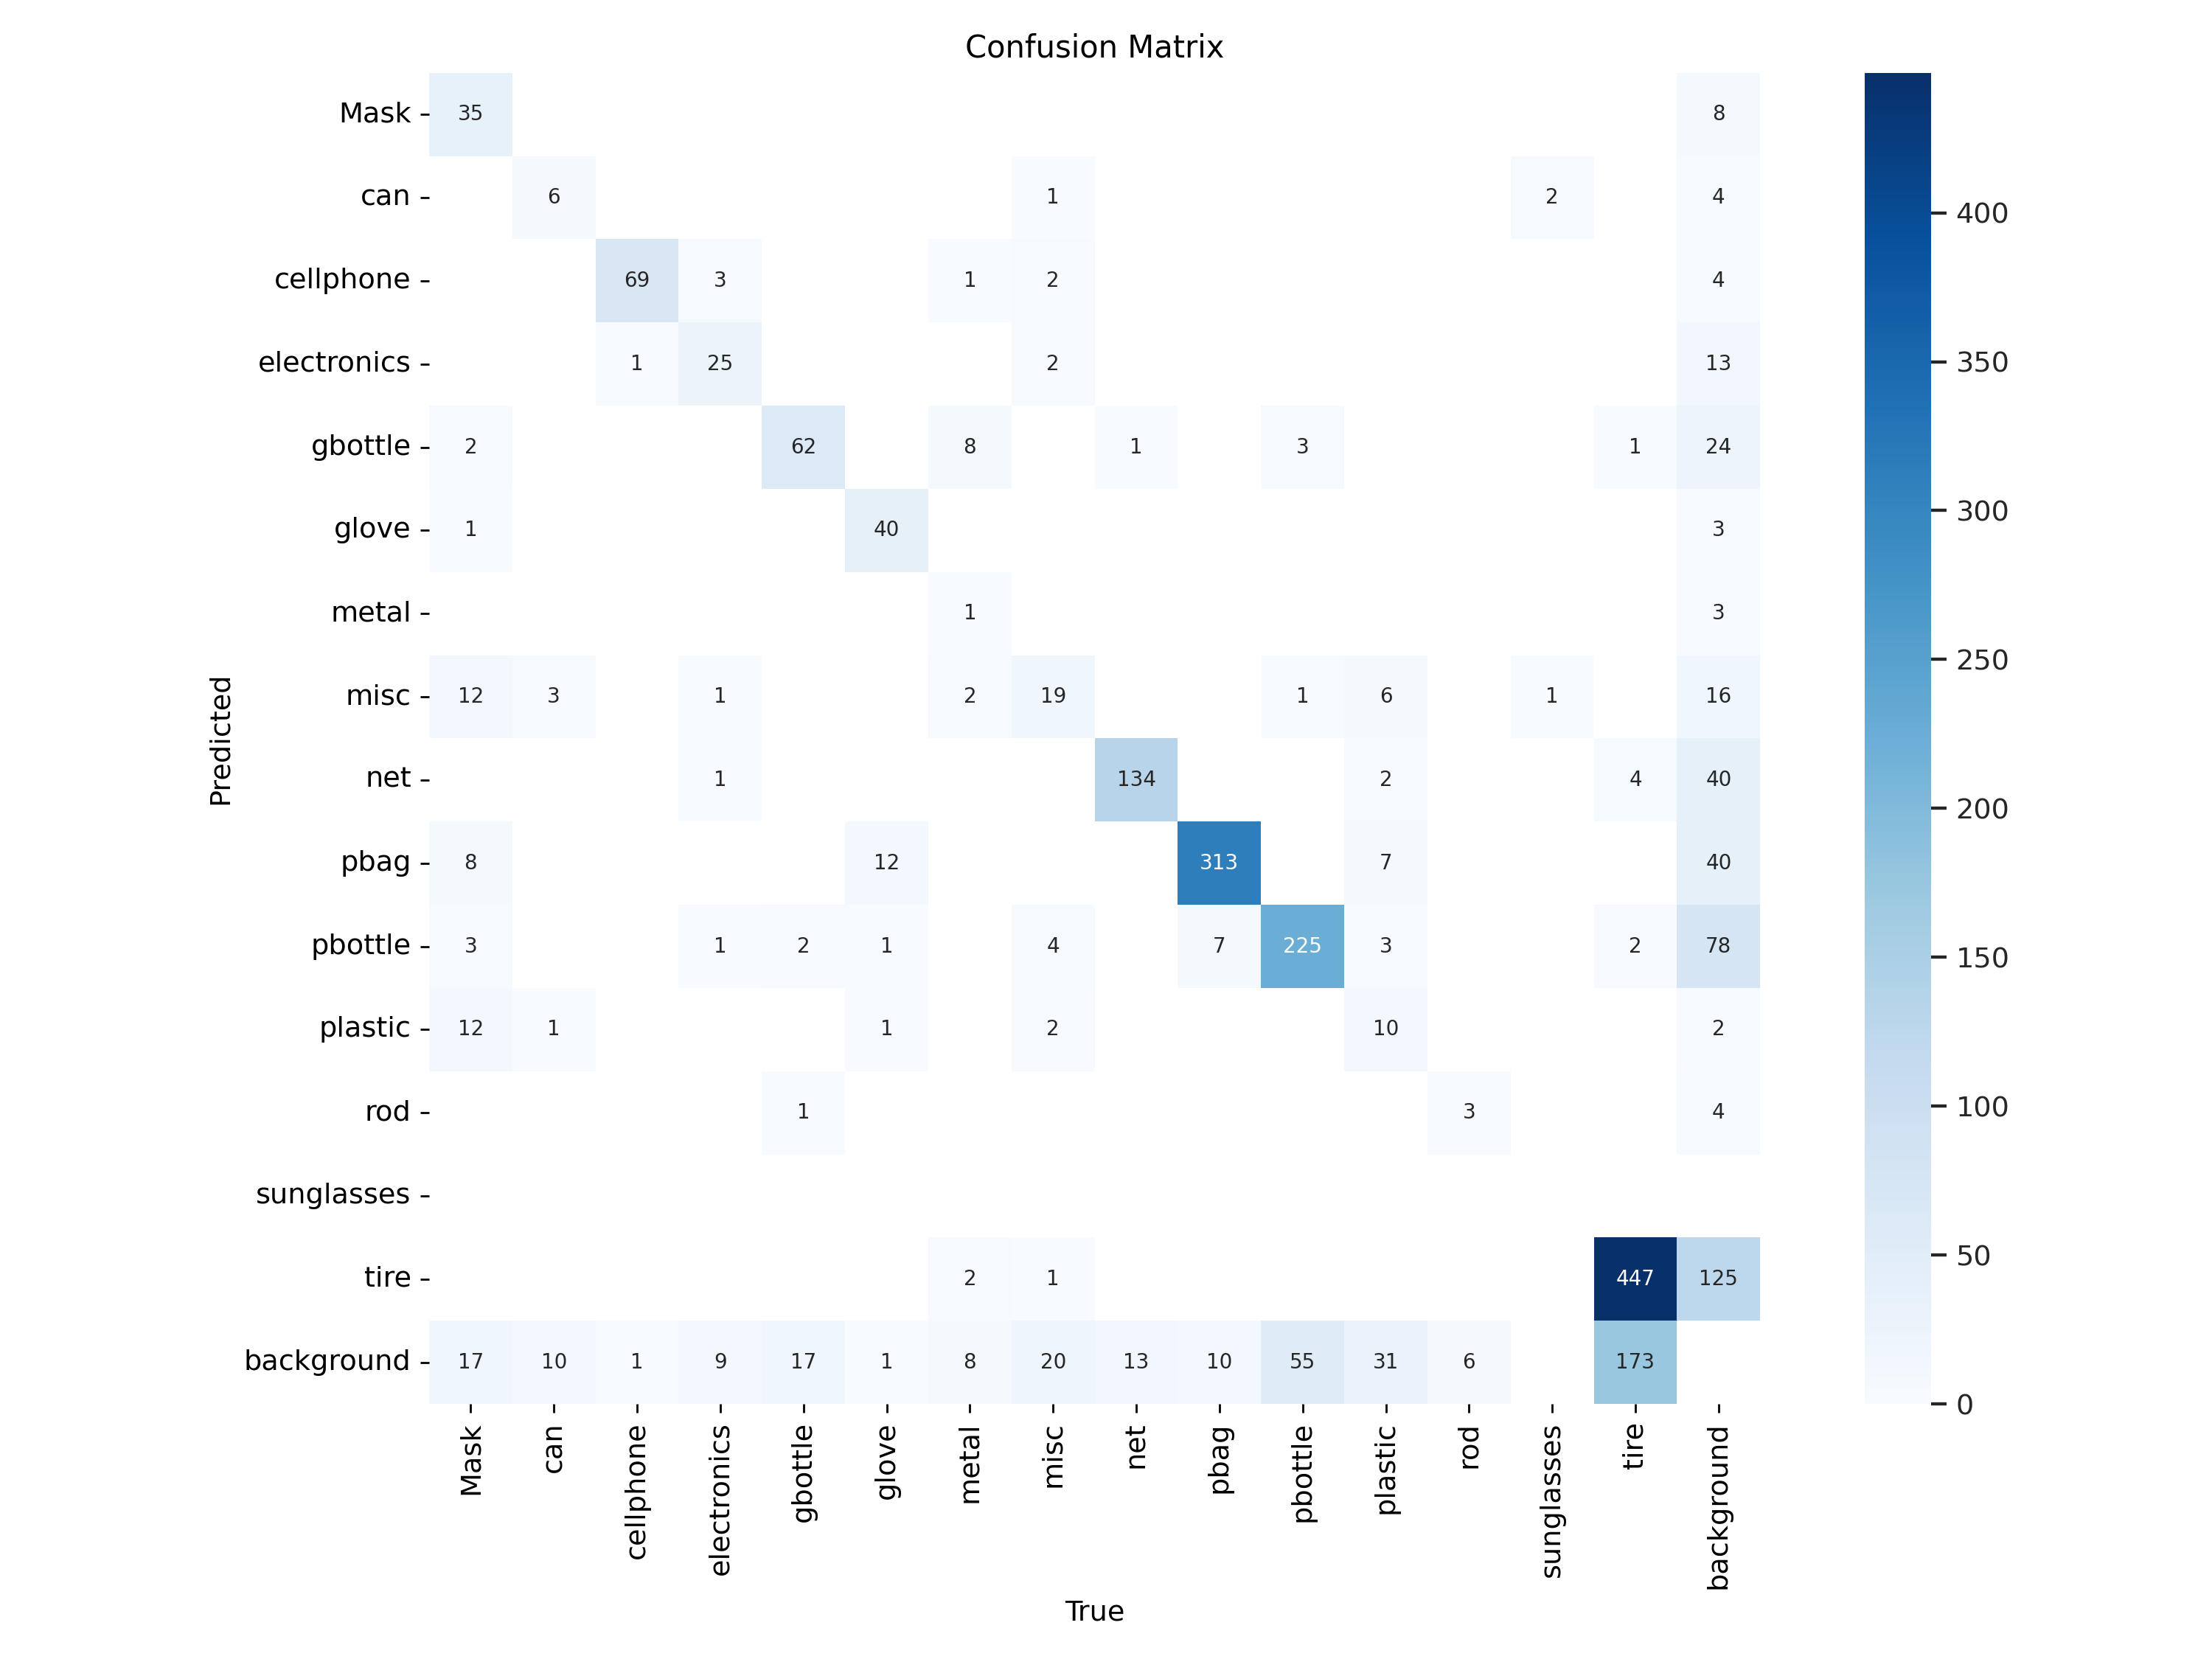 Confusion Matrix
Mask 35 8
can 6 1 2 4
cellphone 69 3 1 2 4
electronics 1 25 2 13
gbottle 2 62 8 1 3 1 24
glove 1 40 3
metal 1 3
misc 12 3 1 2 19 1 6 1 16
net 1 134 2 4 40
pbag 8 12 313 7 40
pbottle 3 1 2 1 4 7 225 3 2 78
plastic 12 1 1 2 10 2
rod 1 3 4
sunglasses
tire 2 1 447 125
background 17 10 1 9 17 1 8 20 13 10 55 31 6 173
Predicted
Mask can cellphone electronics gbottle glove metal misc net pbag pbottle plastic rod sunglasses tire background
True
400
350
300
250
200
150
100
50
0